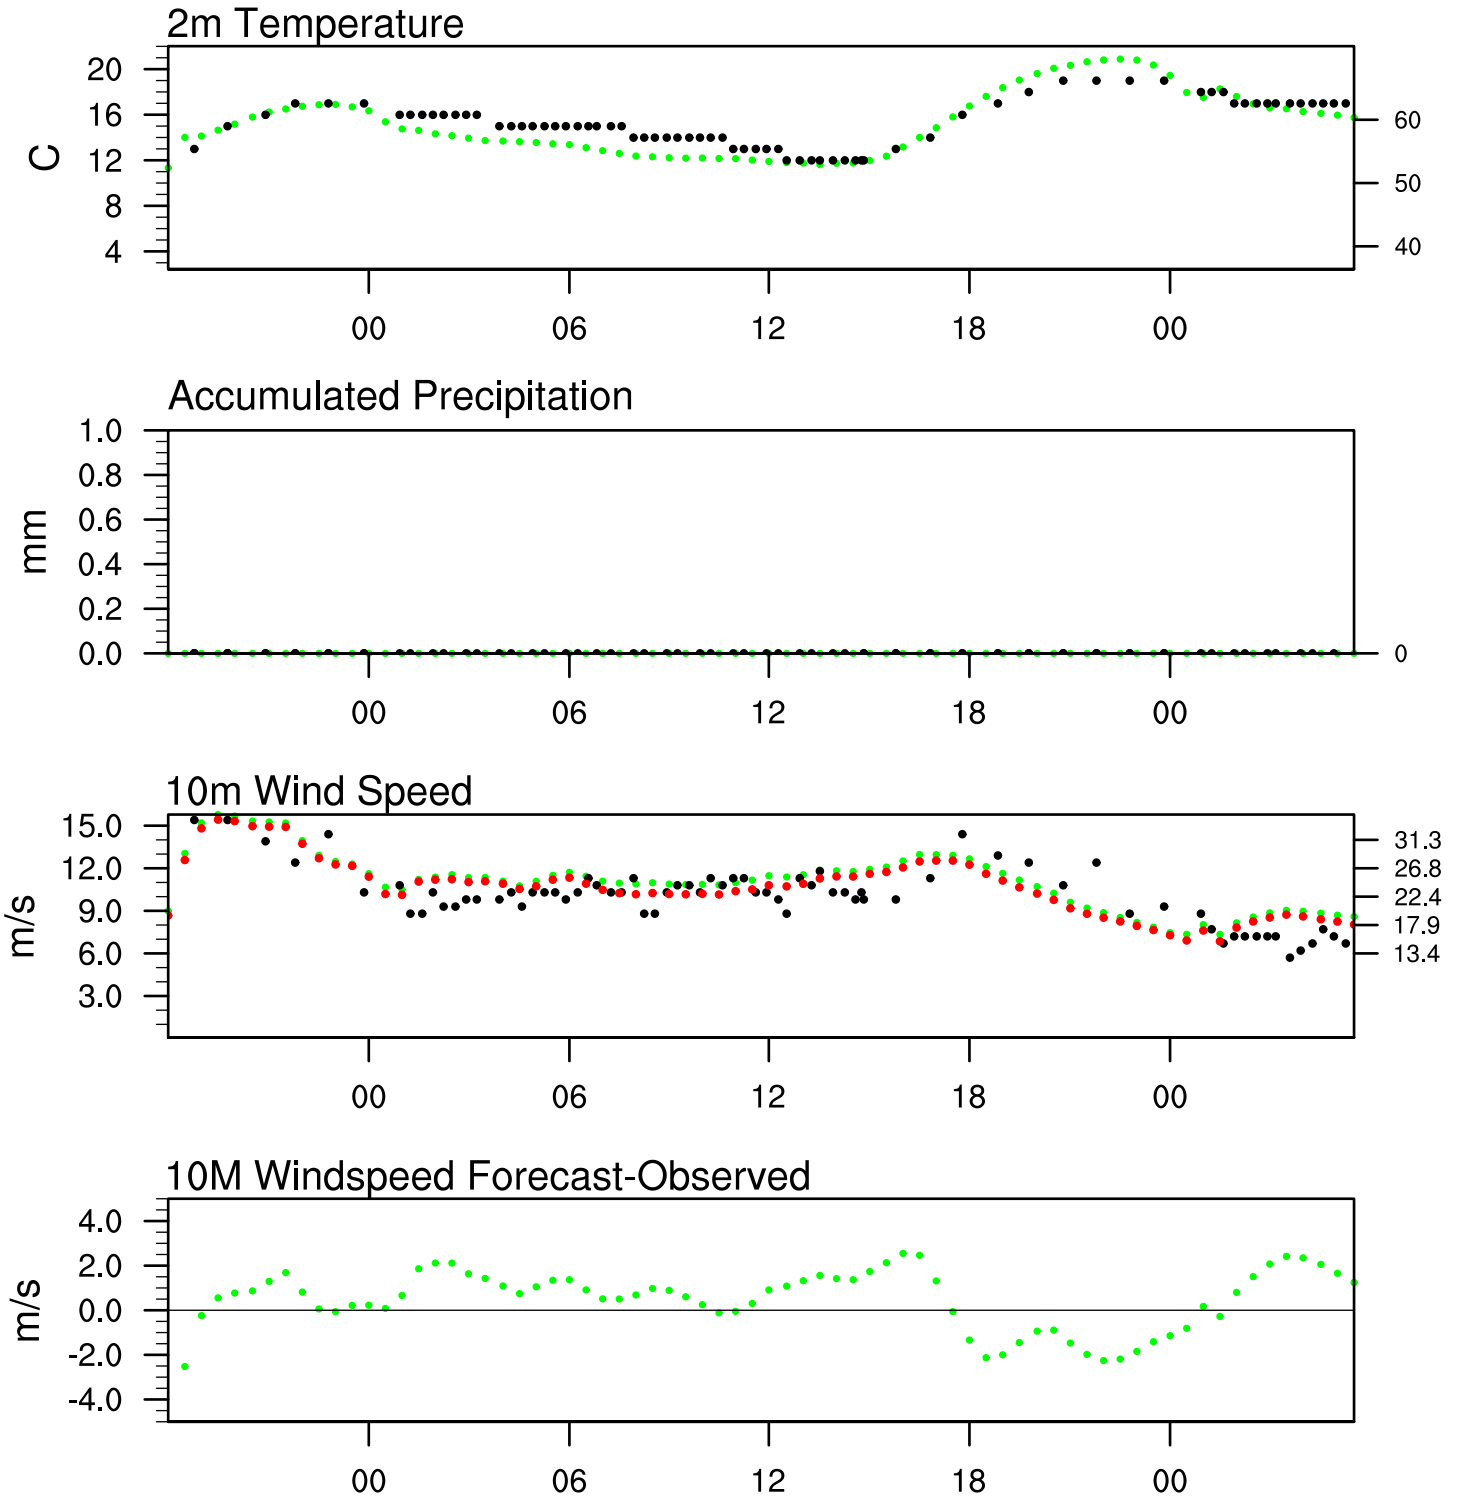 2m Temperature
20
16
12
8
4
C
60
50
40
00 06 12 18 00
Accumulated Precipitation
1.0
0.8
0.6
0.4
0.2
0.0
mm
0
00 06 12 18 00
10m Wind Speed
15.0
12.0
9.0
6.0
3.0
m/s
31.3
26.8
22.4
17.9
13.4
00 06 12 18 00
10M Windspeed Forecast-Observed
4.0
2.0
0.0
-2.0
-4.0
m/s
00 06 12 18 00